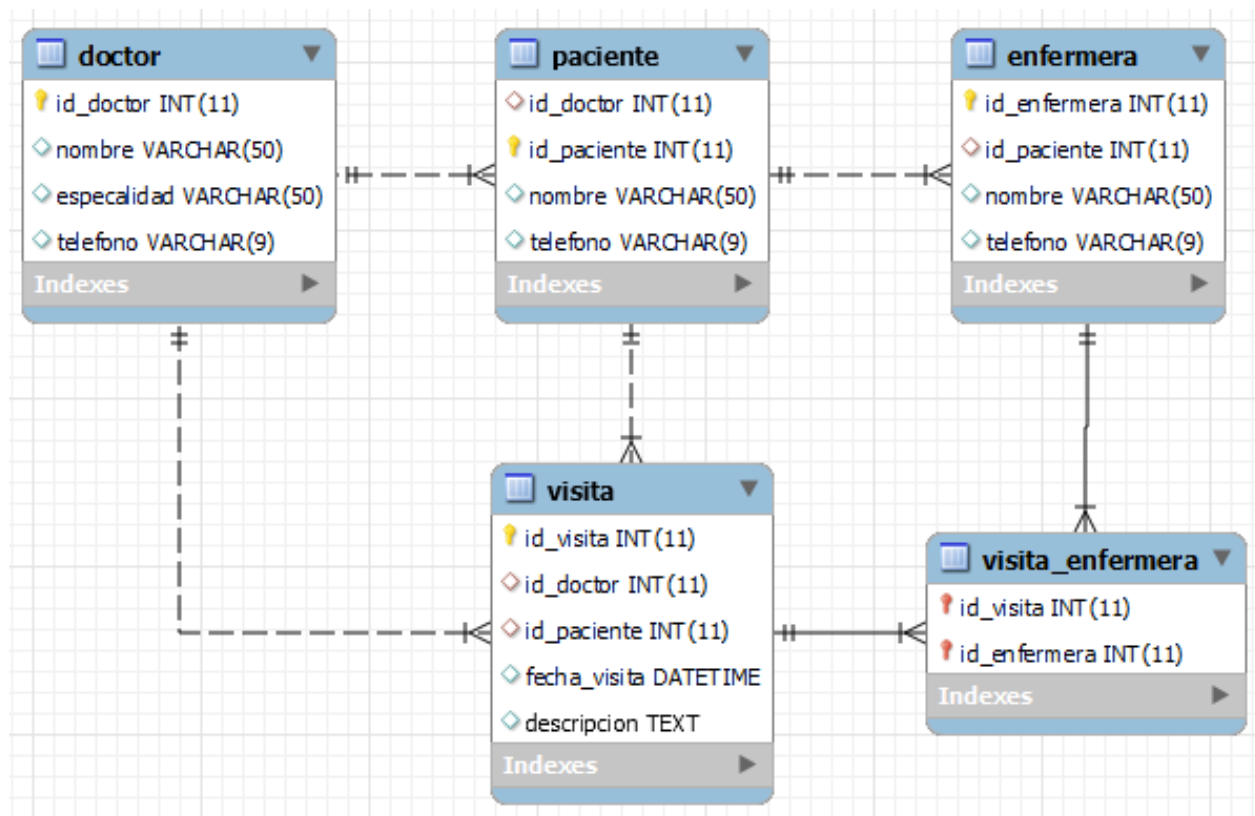 doctor
id_doctor INT(11)
nombre VARCHAR(50)
especalidad VARCHAR(50)
telefono VARCHAR(9)
Indexes
paciente
id_doctor INT(11)
id_paciente INT(11)
nombre VARCHAR(50)
telefono VARCHAR(9)
Indexes
enfermera
id_enfermera INT(11)
id_paciente INT(11)
nombre VARCHAR(50)
telefono VARCHAR(9)
Indexes
visita
id_visita INT(11)
id_doctor INT(11)
id_paciente INT(11)
fecha_visita DATETIME
descripcion TEXT
Indexes
visita_enfermera
id_visita INT(11)
id_enfermera INT(11)
Indexes